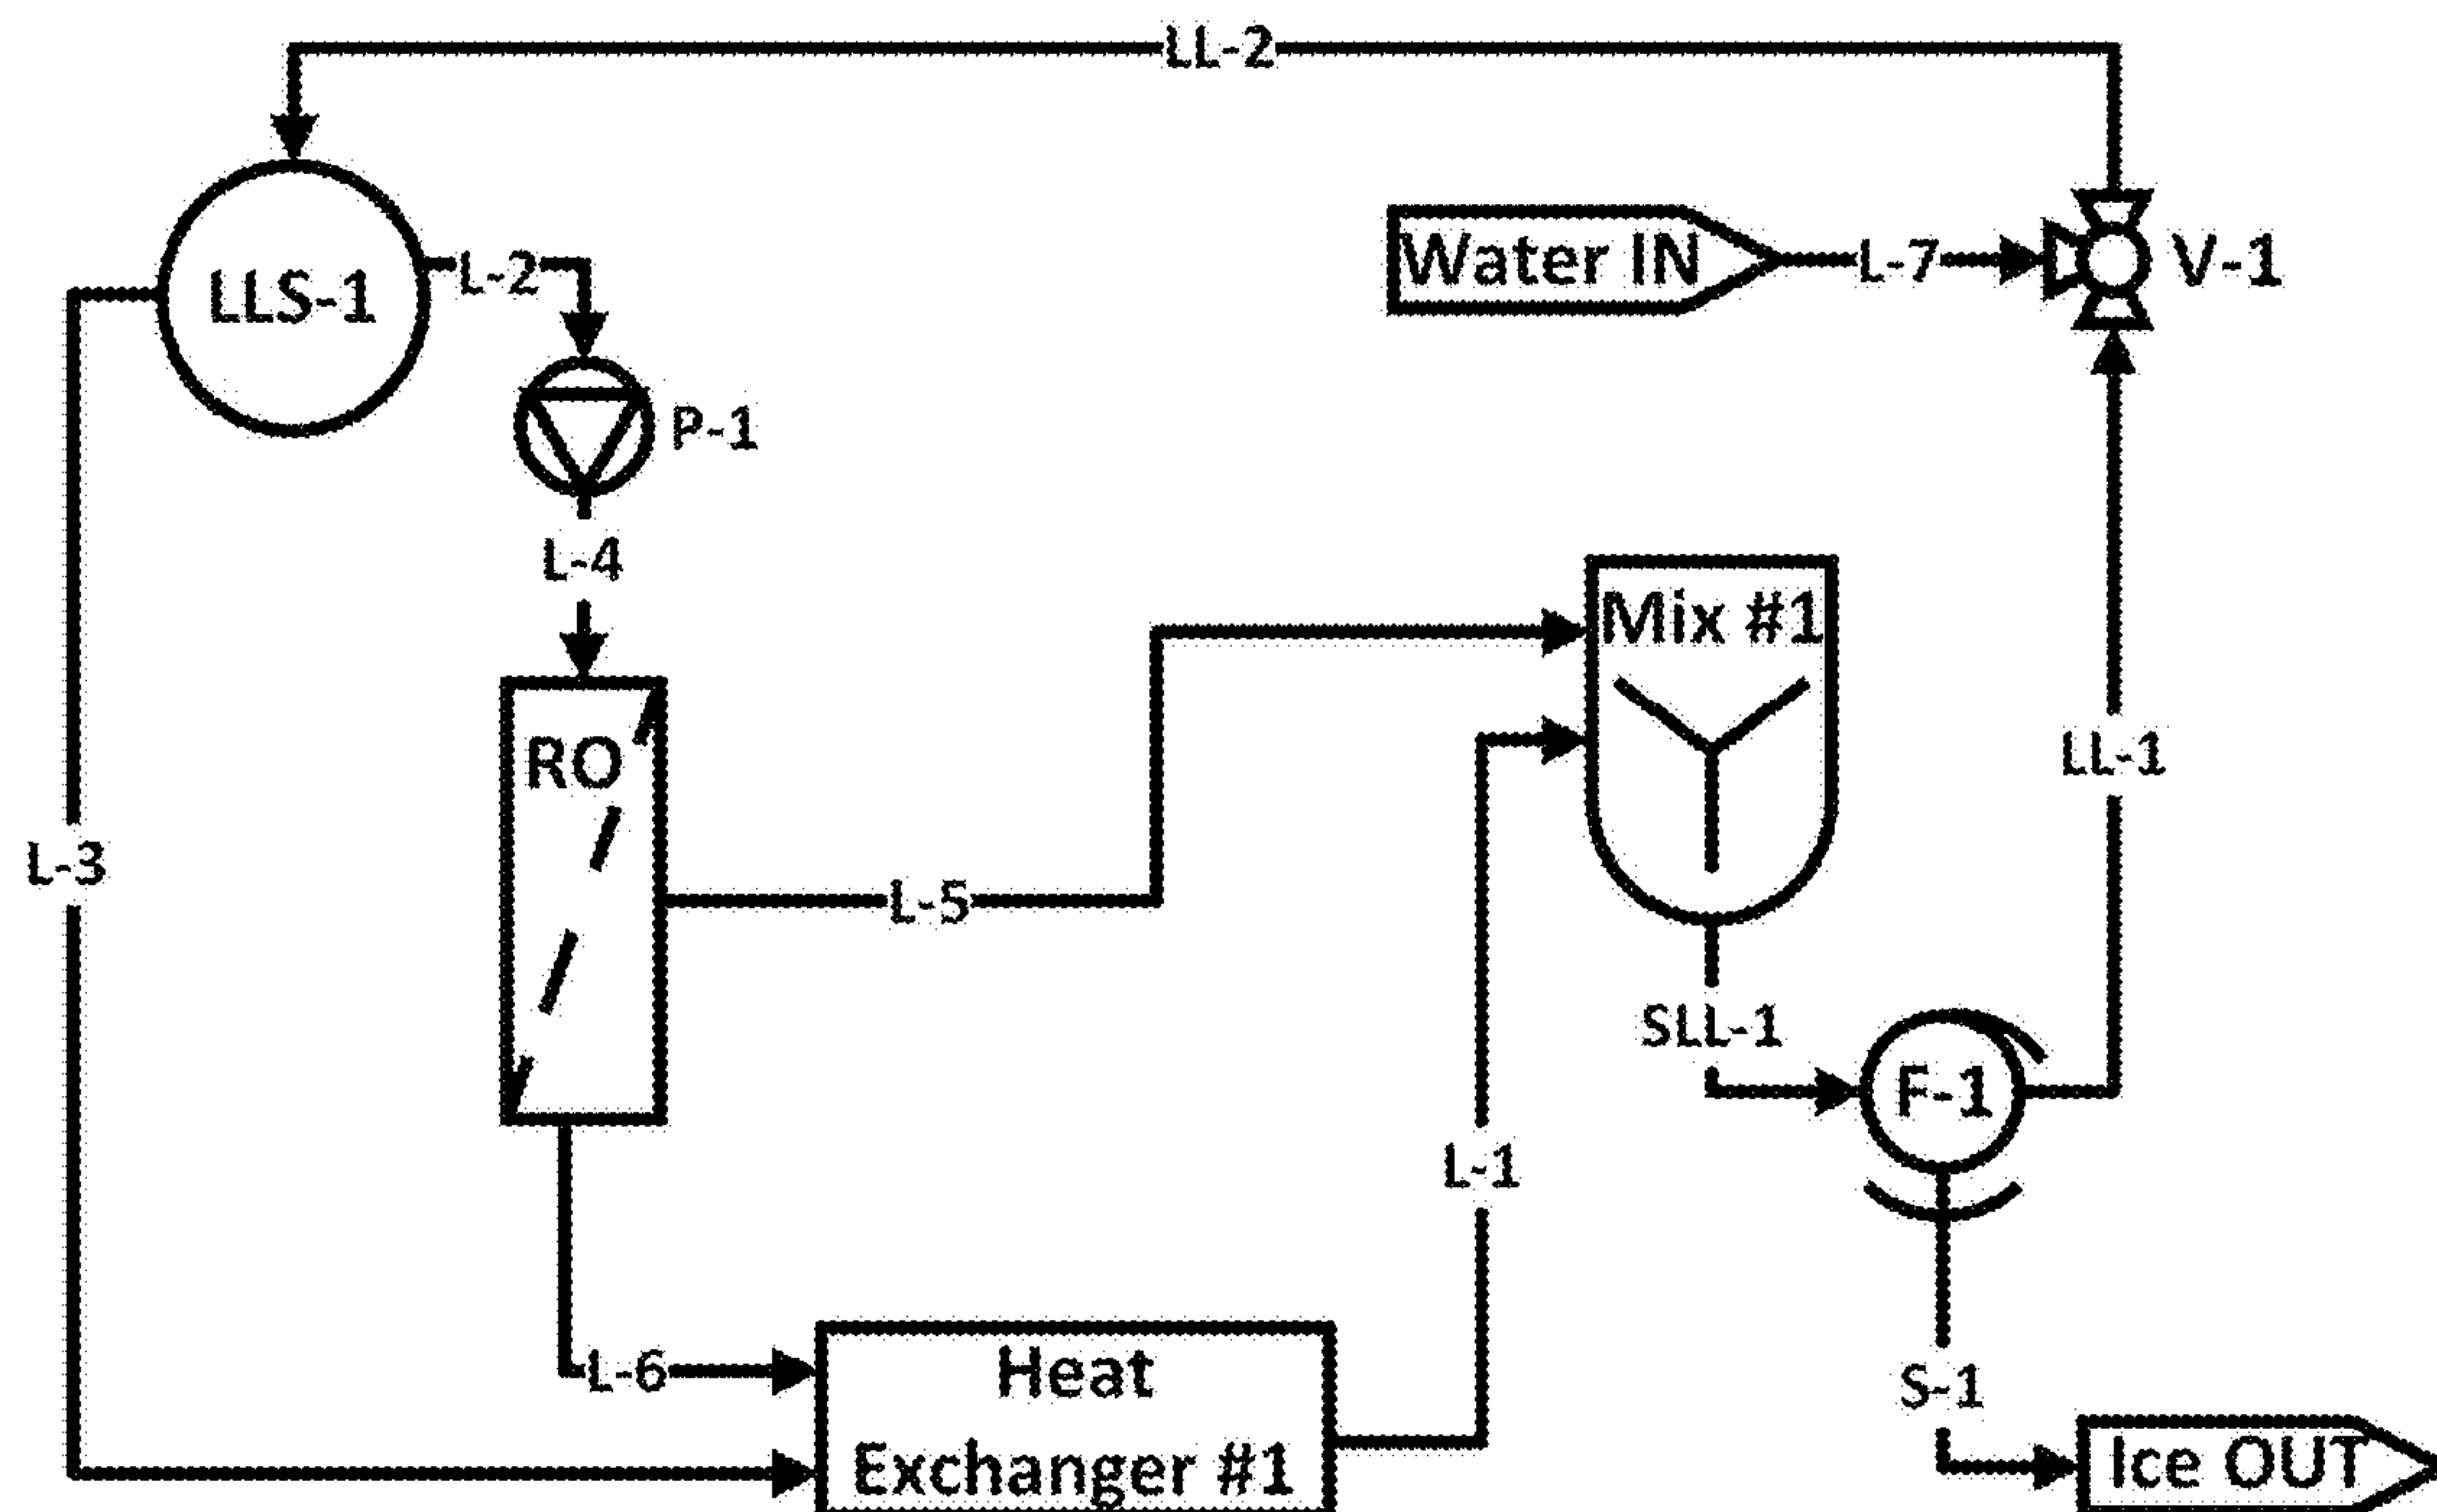 LL-2
Water IN
L-7
V-1
LLS-1
L-2
P-1
L-4
Mix #1
RO
LL-1
L-3
L-5
SLL-1
F-1
L-1
L-6
Heat
Exchanger #1
S-1
Ice OUT